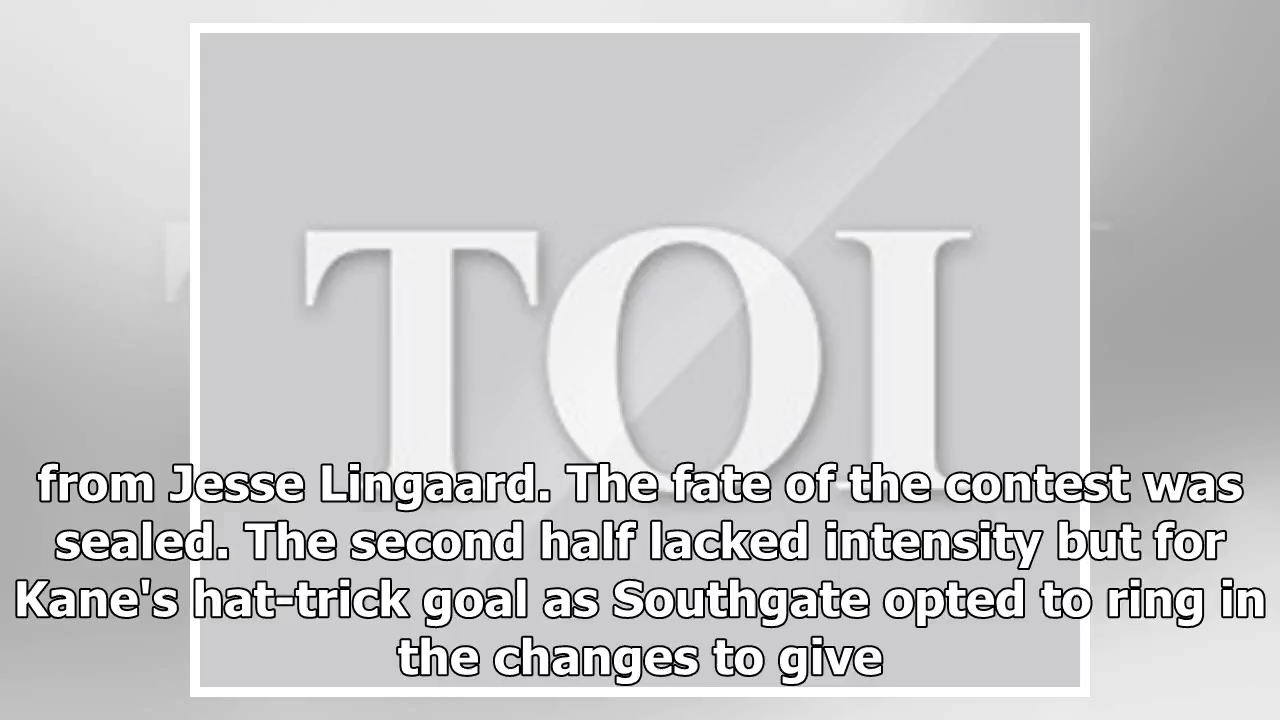 TOI
from Jesse Lingaard. The fate of the contest was
sealed. The second half lacked intensity but for
Kane's hat-trick goal as Southgate opted to ring in
the changes to give